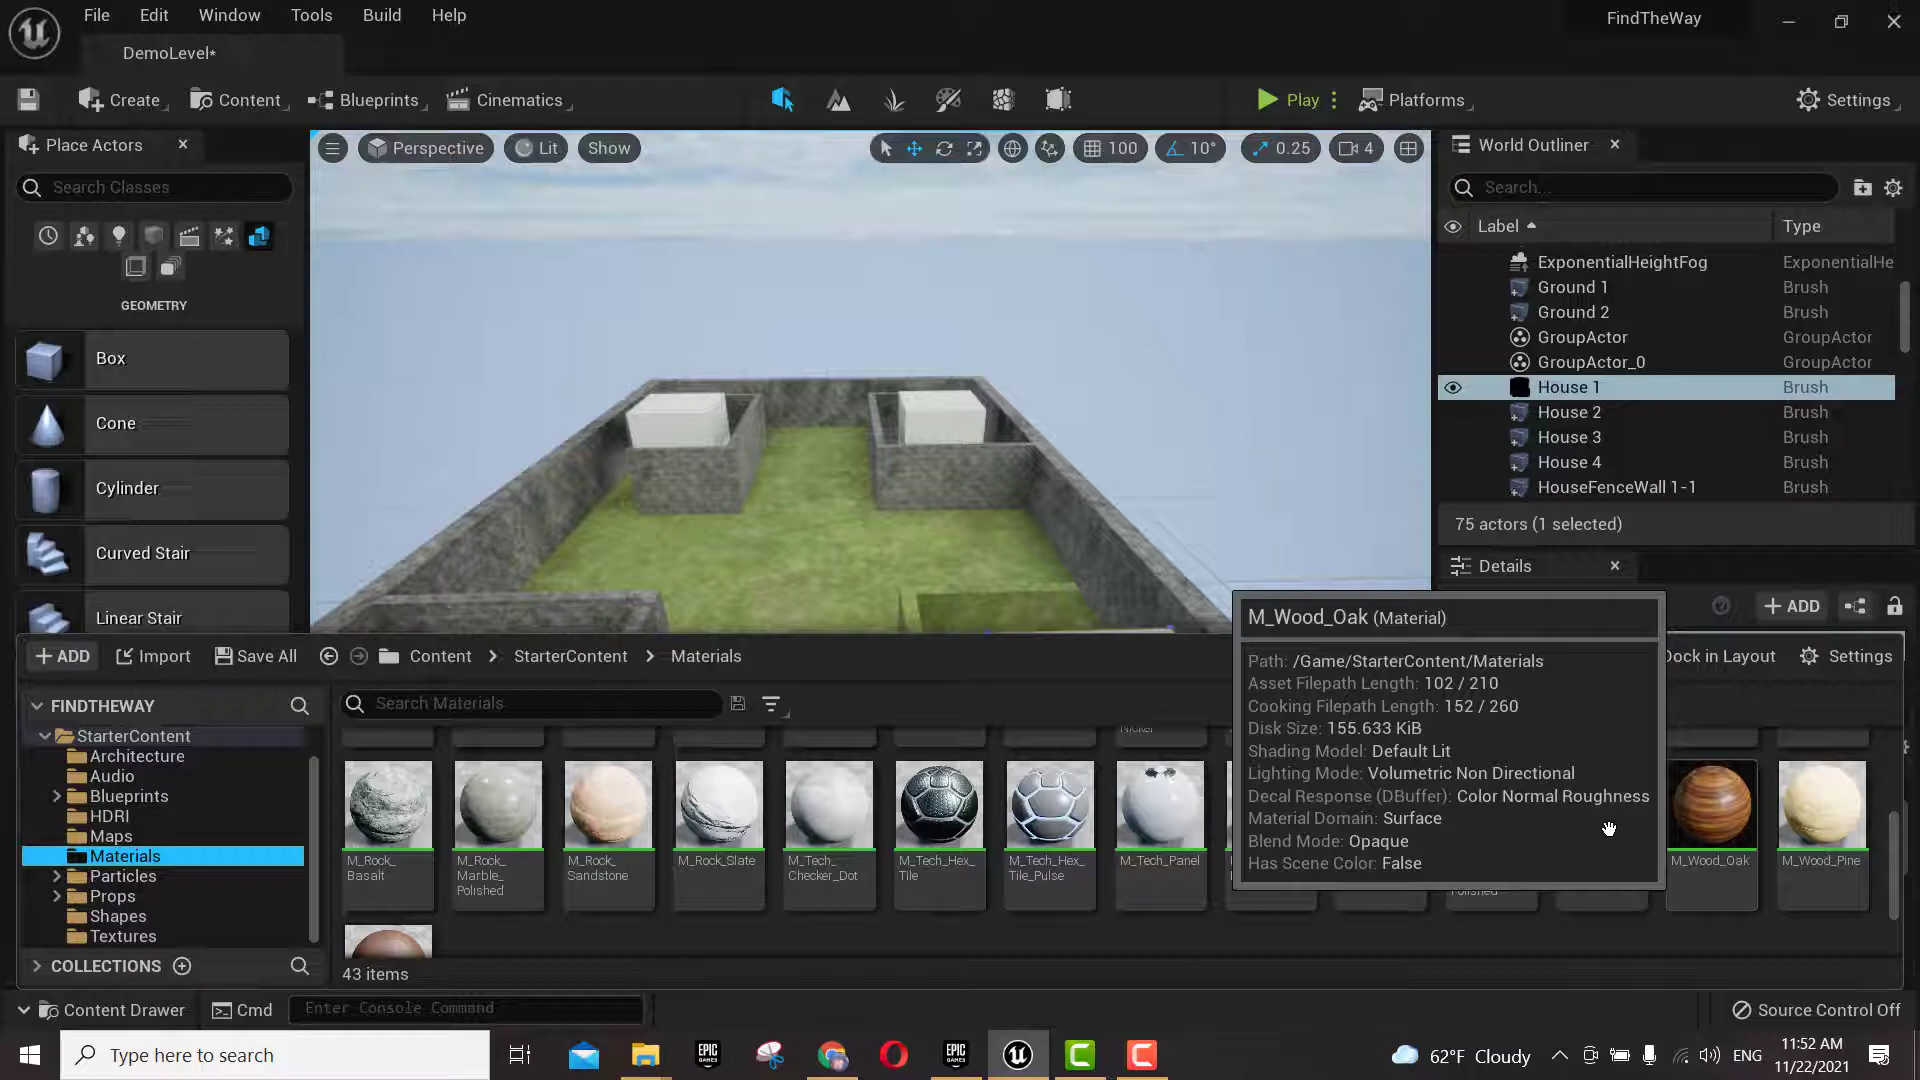 File Edit Window Tools Build Help
FindTheWay
DemoLevel*
Create Content Blueprints Cinematics Play Platforms Settings
Place Actors
Search Classes
GEOMETRY
Box
Cone
Cylinder
Curved Stair
Linear Stair
Perspective Lit Show 100 10° 0.25 4
World Outliner
Search...
Label Type
ExponentialHeightFog ExponentialHe
Ground 1 Brush
Ground 2 Brush
GroupActor GroupActor
GroupActor_0 GroupActor
House 1 Brush
House 2 Brush
House 3 Brush
House 4 Brush
HouseFenceWall 1-1 Brush
75 actors (1 selected)
Details
+ ADD
+ ADD Import Save All Content > StarterContent > Materials Dock in Layout Settings
FINDTHEWAY
StarterContent
Architecture
Audio
Blueprints
HDRI
Maps
Materials
Particles
Props
Shapes
Textures
COLLECTIONS
Search Materials
M_Rock_
Basalt
M_Rock_
Marble_
Polished
M_Rock_
Sandstone
M_Rock_Slate
M_Tech_
Checker_Dot
M_Tech_Hex_
Tile
M_Tech_Hex_
Tile_Pulse
M_Tech_Panel
Polished
M_Wood_Oak
M_Wood_Pine
43 items
M_Wood_Oak (Material)
Path: /Game/StarterContent/Materials
Asset Filepath Length: 102 / 210
Cooking Filepath Length: 152 / 260
Disk Size: 155.633 KiB
Shading Model: Default Lit
Lighting Mode: Volumetric Non Directional
Decal Response (DBuffer): Color Normal Roughness
Material Domain: Surface
Blend Mode: Opaque
Has Scene Color: False
Content Drawer Cmd Enter Console Command Source Control Off
Type here to search
EPIC
GAMES
EPIC
GAMES
62°F Cloudy
ENG
11:52 AM
11/22/2021